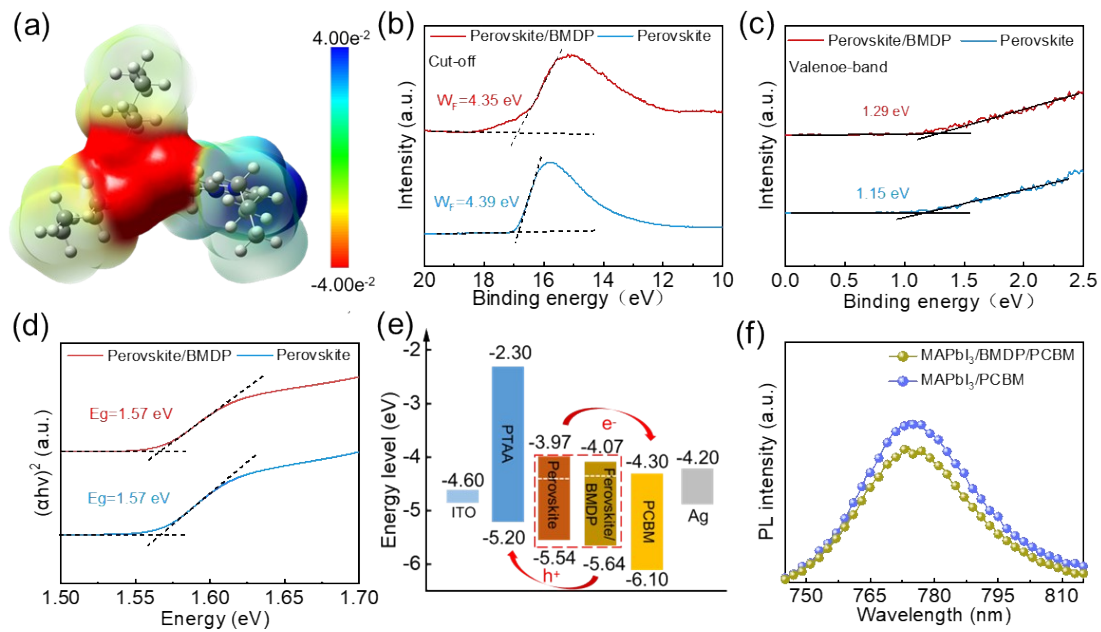 (a)
4.00e-2
-4.00e-2
(b)
Perovskite/BMDP
Perovskite
Cut-off
WF=4.35 eV
WF=4.39 eV
Intensity (a.u.)
20
18
16
14
12
10
Binding energy（eV）
(c)
Perovskite/BMDP
Perovskite
Valenoe-band
1.29 eV
1.15 eV
Intensity (a.u.)
0.0
0.5
1.0
1.5
2.0
2.5
Binding energy（eV）
(d)
Perovskite/BMDP
Perovskite
Eg=1.57 eV
Eg=1.57 eV
(αhν)2 (a.u.)
1.50
1.55
1.60
1.65
1.70
Energy (eV)
(e)
Energy level (eV)
-2
-3
-4
-5
-6
-2.30
PTAA
-5.20
-4.60
ITO
e-
-3.97
Perovskite
-5.54
-4.07
Perovskite/
BMDP
-5.64
-4.30
PCBM
-6.10
-4.20
Ag
h+
(f)
MAPbI3/BMDP/PCBM
MAPbI3/PCBM
PL intensity (a.u.)
750
765
780
795
810
Wavelength (nm)